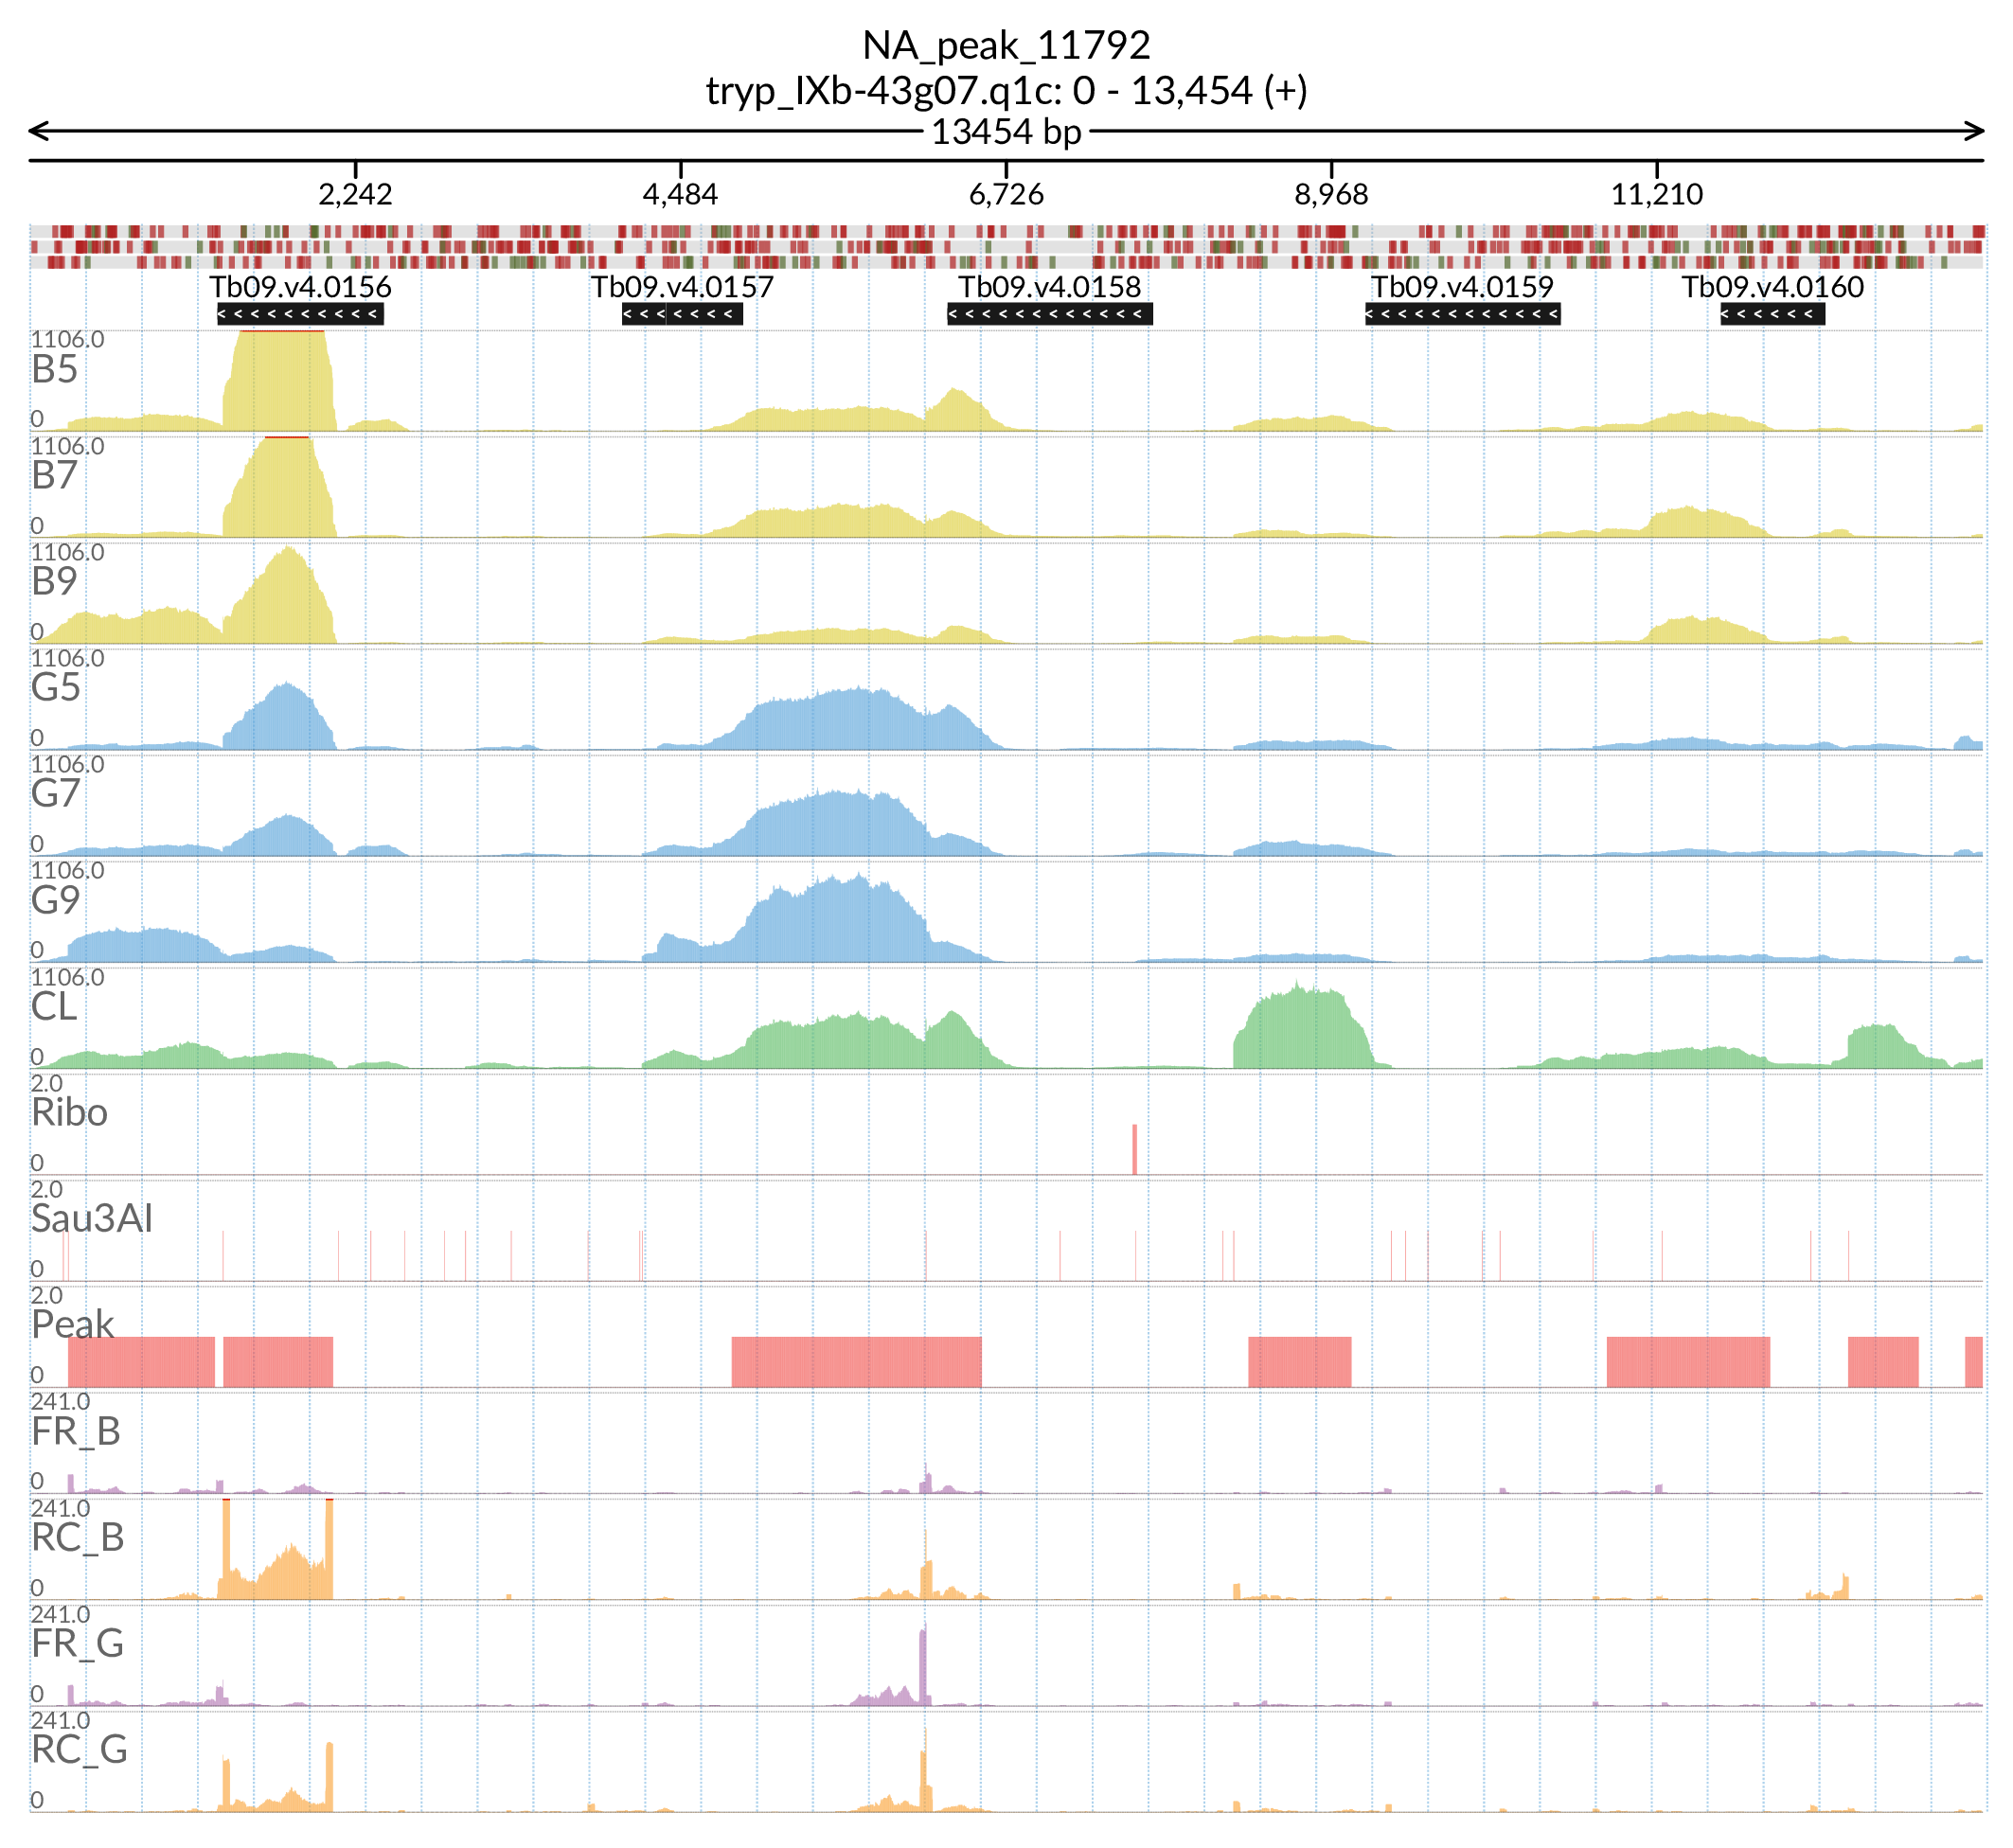 NA_peak_11792
tryp_IXb-43g07.q1c: 0 - 13,454 (+)
13454 bp
2,242 4,484 6,726 8,968 11,210
Tb09.v4.0156 Tb09.v4.0157 Tb09.v4.0158 Tb09.v4.0159 Tb09.v4.0160
1106.0
B5
0
1106.0
B7
0
1106.0
B9
0
1106.0
G5
0
1106.0
G7
0
1106.0
G9
0
1106.0
CL
0
2.0
Ribo
0
2.0
Sau3AI
0
2.0
Peak
0
241.0
FR_B
0
241.0
RC_B
0
241.0
FR_G
0
241.0
RC_G
0